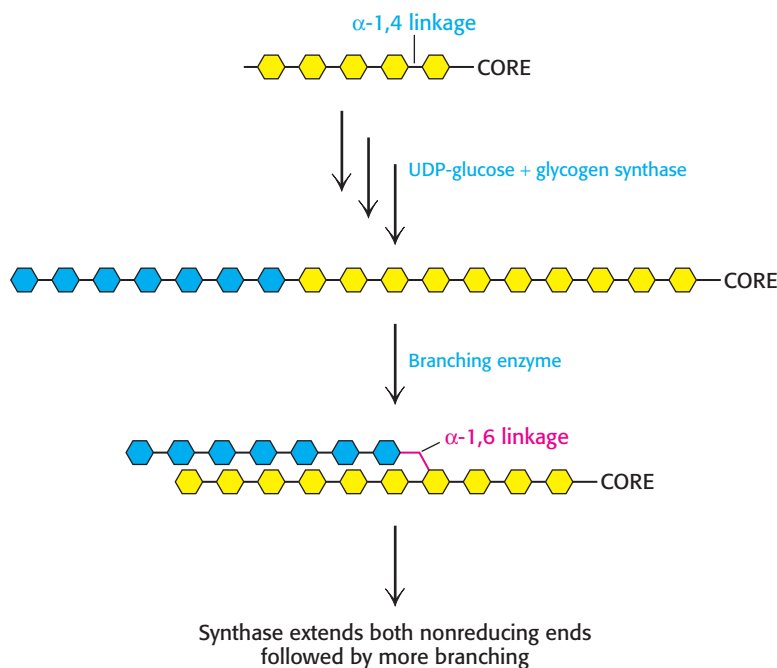 α-1,4 linkage
CORE
UDP-glucose + glycogen synthase
CORE
Branching enzyme
α-1,6 linkage
CORE
Synthase extends both nonreducing ends
followed by more branching